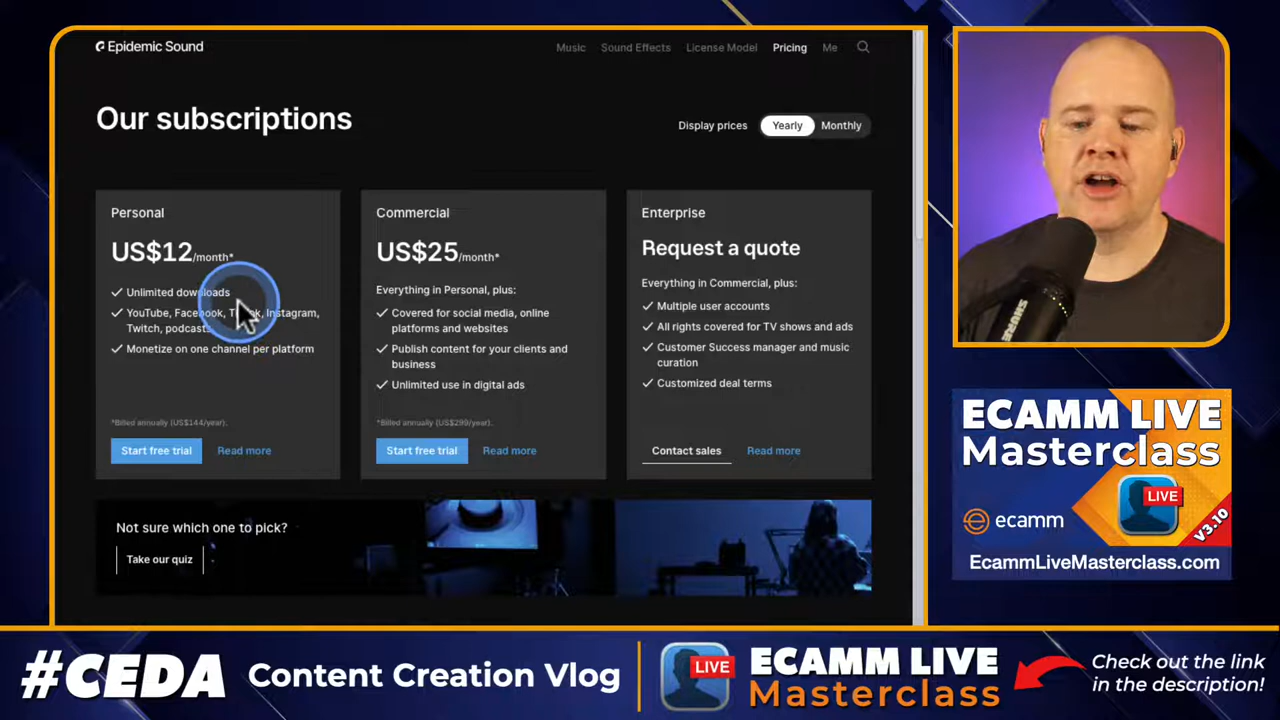 Epidemic Sound
Music Sound Effects License Model Pricing Me
Our subscriptions
Display prices Yearly Monthly
Personal
US$12/month*
Unlimited downloads
YouTube, Facebook, TikTok, Instagram,
Twitch, podcasts
Monetize on one channel per platform
*Billed annually (US$144/year).
Start free trial Read more
Commercial
US$25/month*
Everything in Personal, plus:
Covered for social media, online
platforms and websites
Publish content for your clients and
business
Unlimited use in digital ads
*Billed annually (US$299/year).
Start free trial Read more
Enterprise
Request a quote
Everything in Commercial, plus:
Multiple user accounts
All rights covered for TV shows and ads
Customer Success manager and music
curation
Customized deal terms
Contact sales Read more
Not sure which one to pick?
Take our quiz
SHURE
ECAMM LIVE
Masterclass
LIVE
ecamm
v3.10
EcammLiveMasterclass.com
#CEDA Content Creation Vlog
LIVE
ECAMM LIVE
Masterclass
Check out the link
in the description!